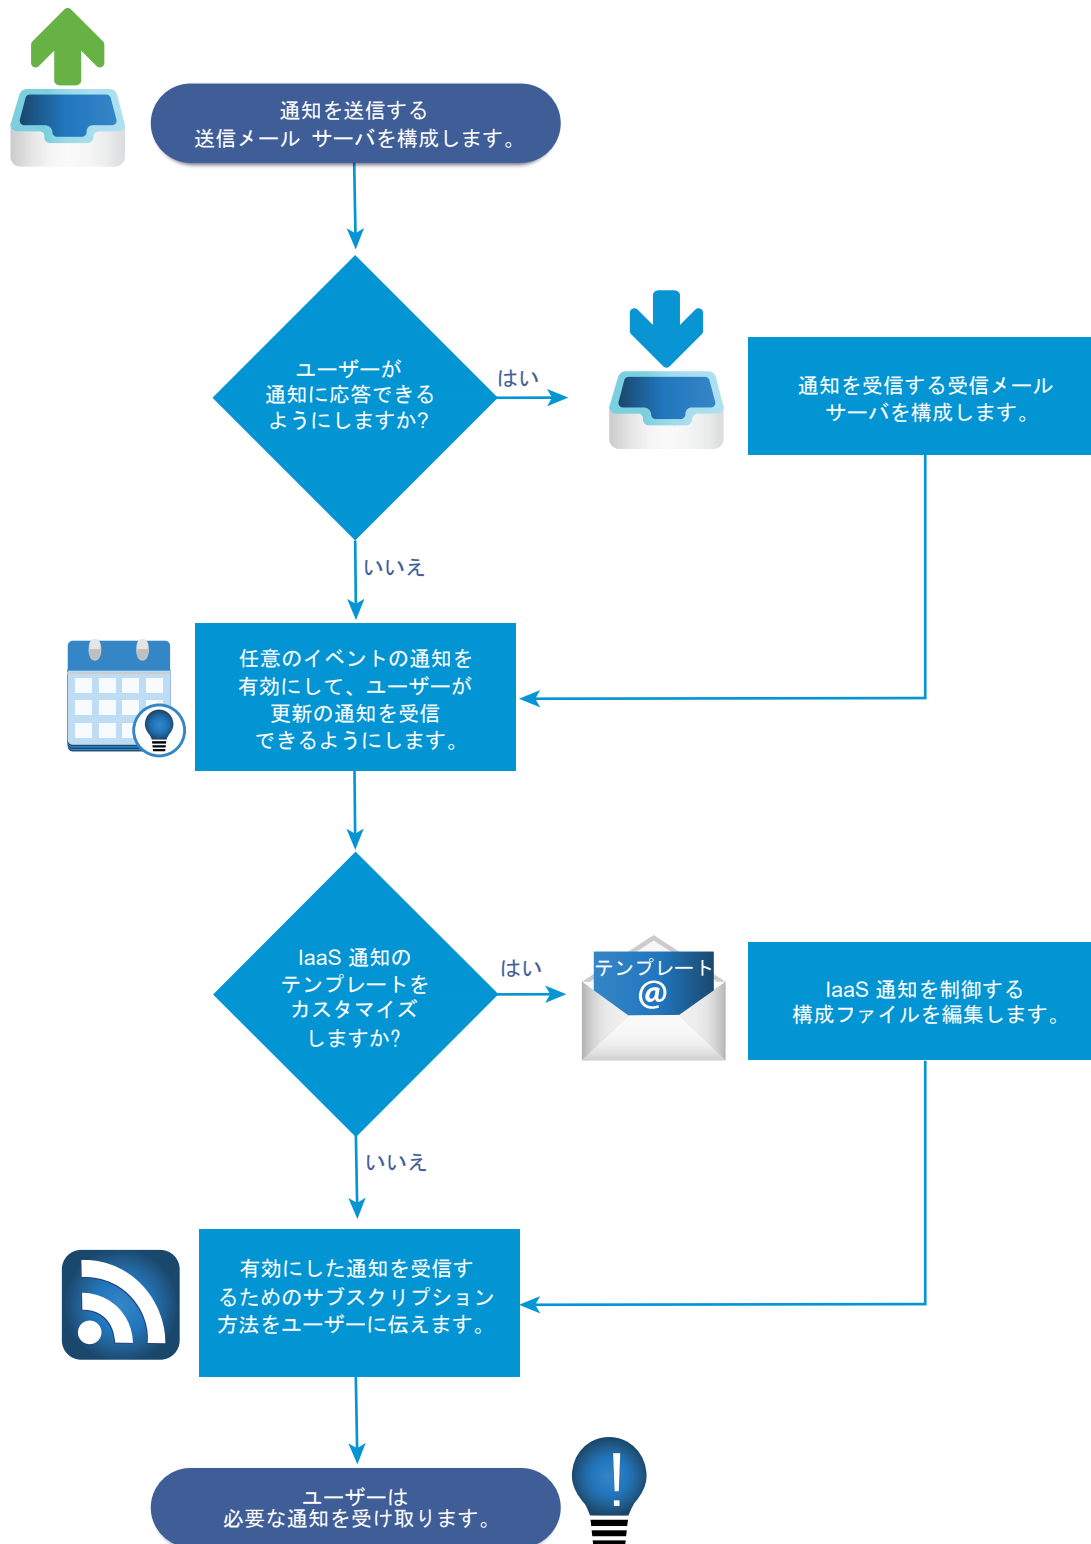 通知を送信する
送信メール サーバを構成します。
ユーザーが
通知に応答できる
ようにしますか?
はい
通知を受信する受信メール
サーバを構成します。
いいえ
任意のイベントの通知を
有効にして、ユーザーが
更新の通知を受信
できるようにします。
IaaS 通知の
テンプレートを
カスタマイズ
しますか?
はい
テンプレート
@
IaaS 通知を制御する
構成ファイルを編集します。
いいえ
有効にした通知を受信す
るためのサブスクリプション
方法をユーザーに伝えます。
ユーザーは
必要な通知を受け取ります。
!